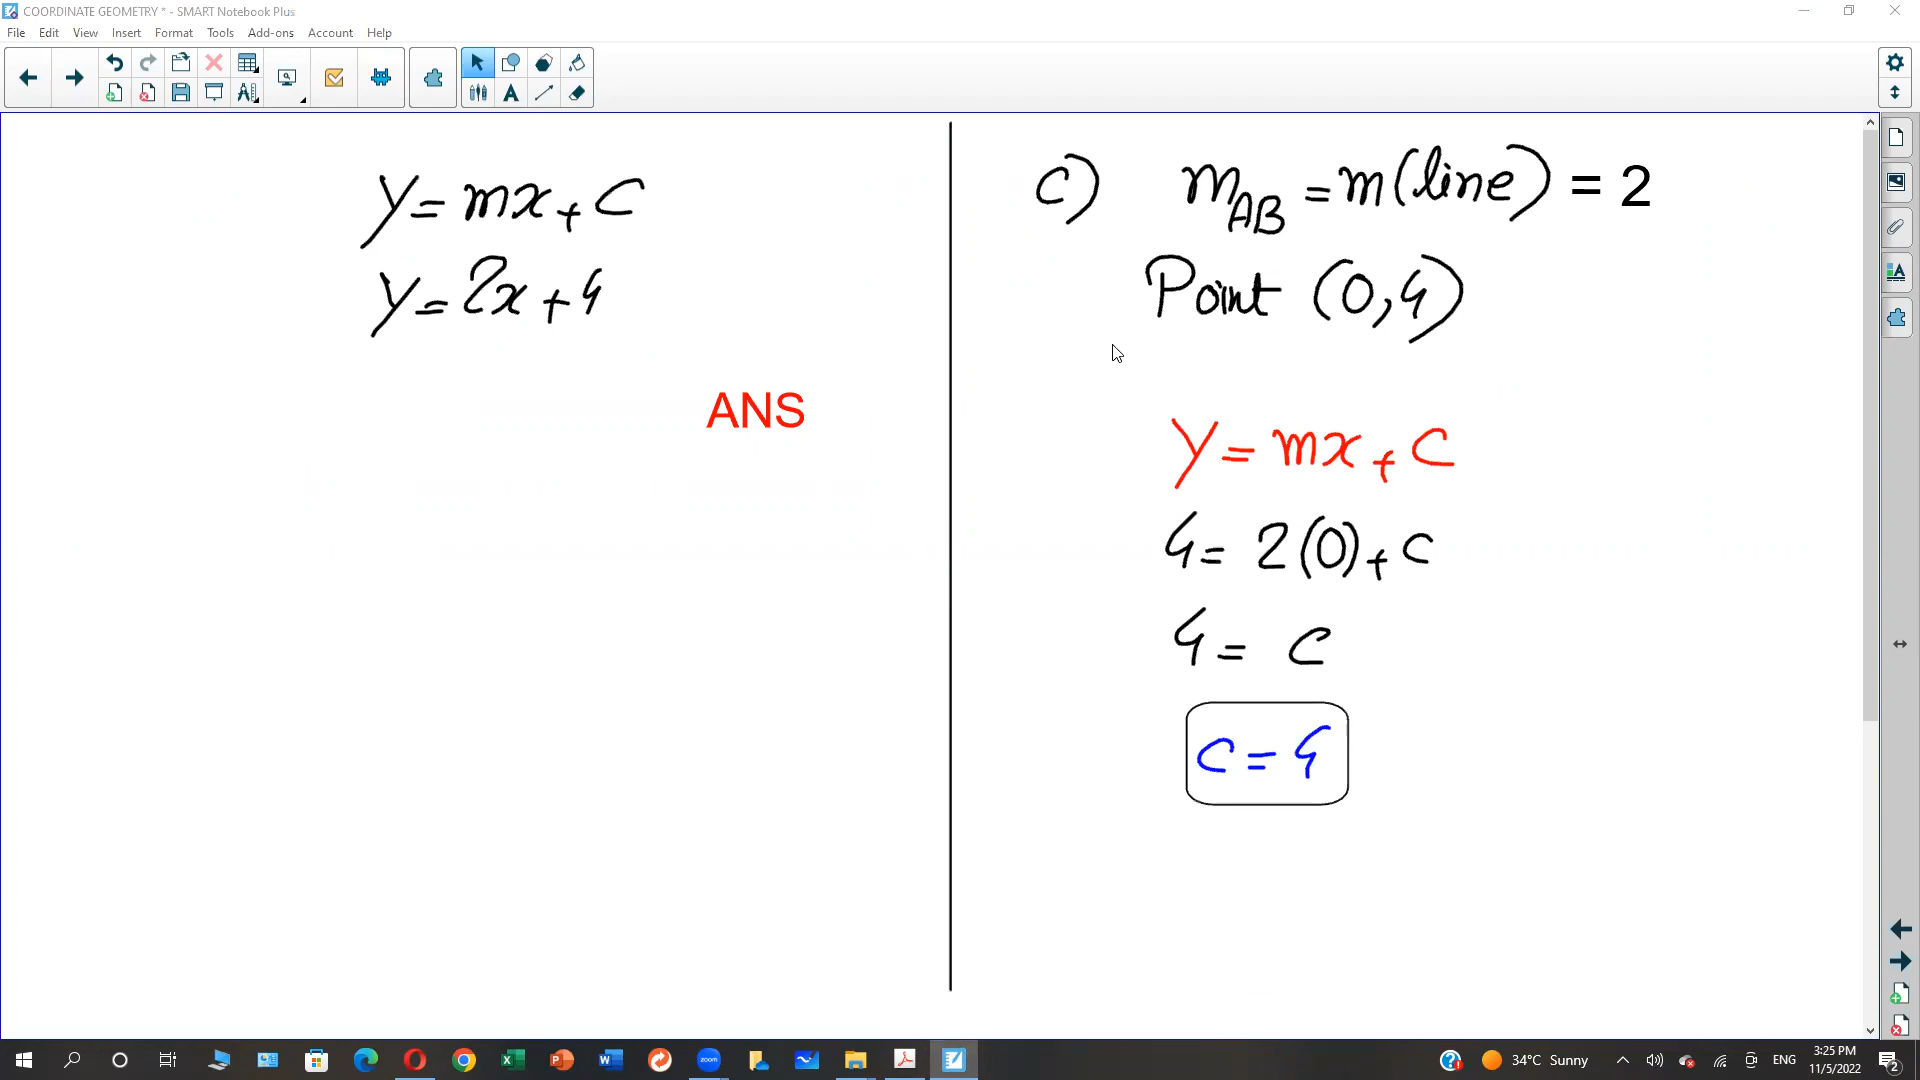 COORDINATE GEOMETRY * - SMART Notebook Plus
File Edit View Insert Format Tools Add-ons Account Help
y = mx + c
y = 2x + 4
ANS
c) m_AB = m(line) = 2
Point (0,4)
y = mx + c
4 = 2(0) + c
4 = c
c = 4
zoom
34°C Sunny
ENG
3:25 PM
11/5/2022
2